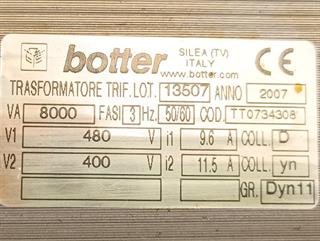 botter SILEA (TV) CE
ITALY
www.botter.com
TRASFORMATORE TRIF. LOT. 13507 ANNO 2007
VA 8000 FASI 3 Hz. 50/60 COD. TT0734308
V1 480 V i1 9.6 A COLL. D
V2 400 V i2 11.5 A COLL. yn
GR. Dyn11